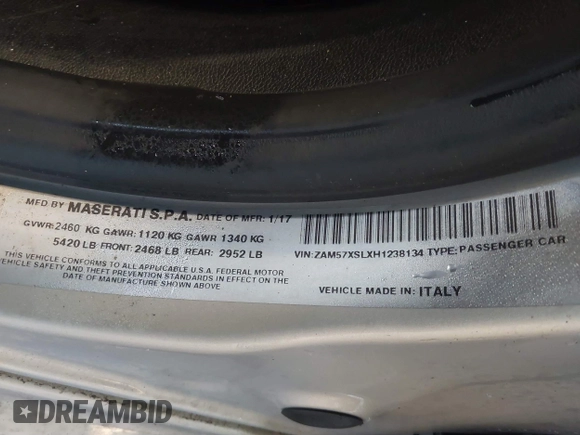 MFD BY MASERATI S.P.A. DATE OF MFR: 1/17
GVWR:2460 KG GAWR: 1120 KG GAWR 1340 KG
5420 LB FRONT: 2468 LB REAR: 2952 LB
THIS VEHICLE CONFORMS TO ALL APPLICABLE U.S.A. FEDERAL MOTOR
VEHICLE SAFETY AND THEFT PREVENTION STANDARDS IN EFFECT ON THE
DATE OF MANUFACTURE SHOWN ABOVE
VIN:ZAM57XSLXH1238134 TYPE: PASSENGER CAR
VEHICLE MADE IN: ITALY
DREAMBID